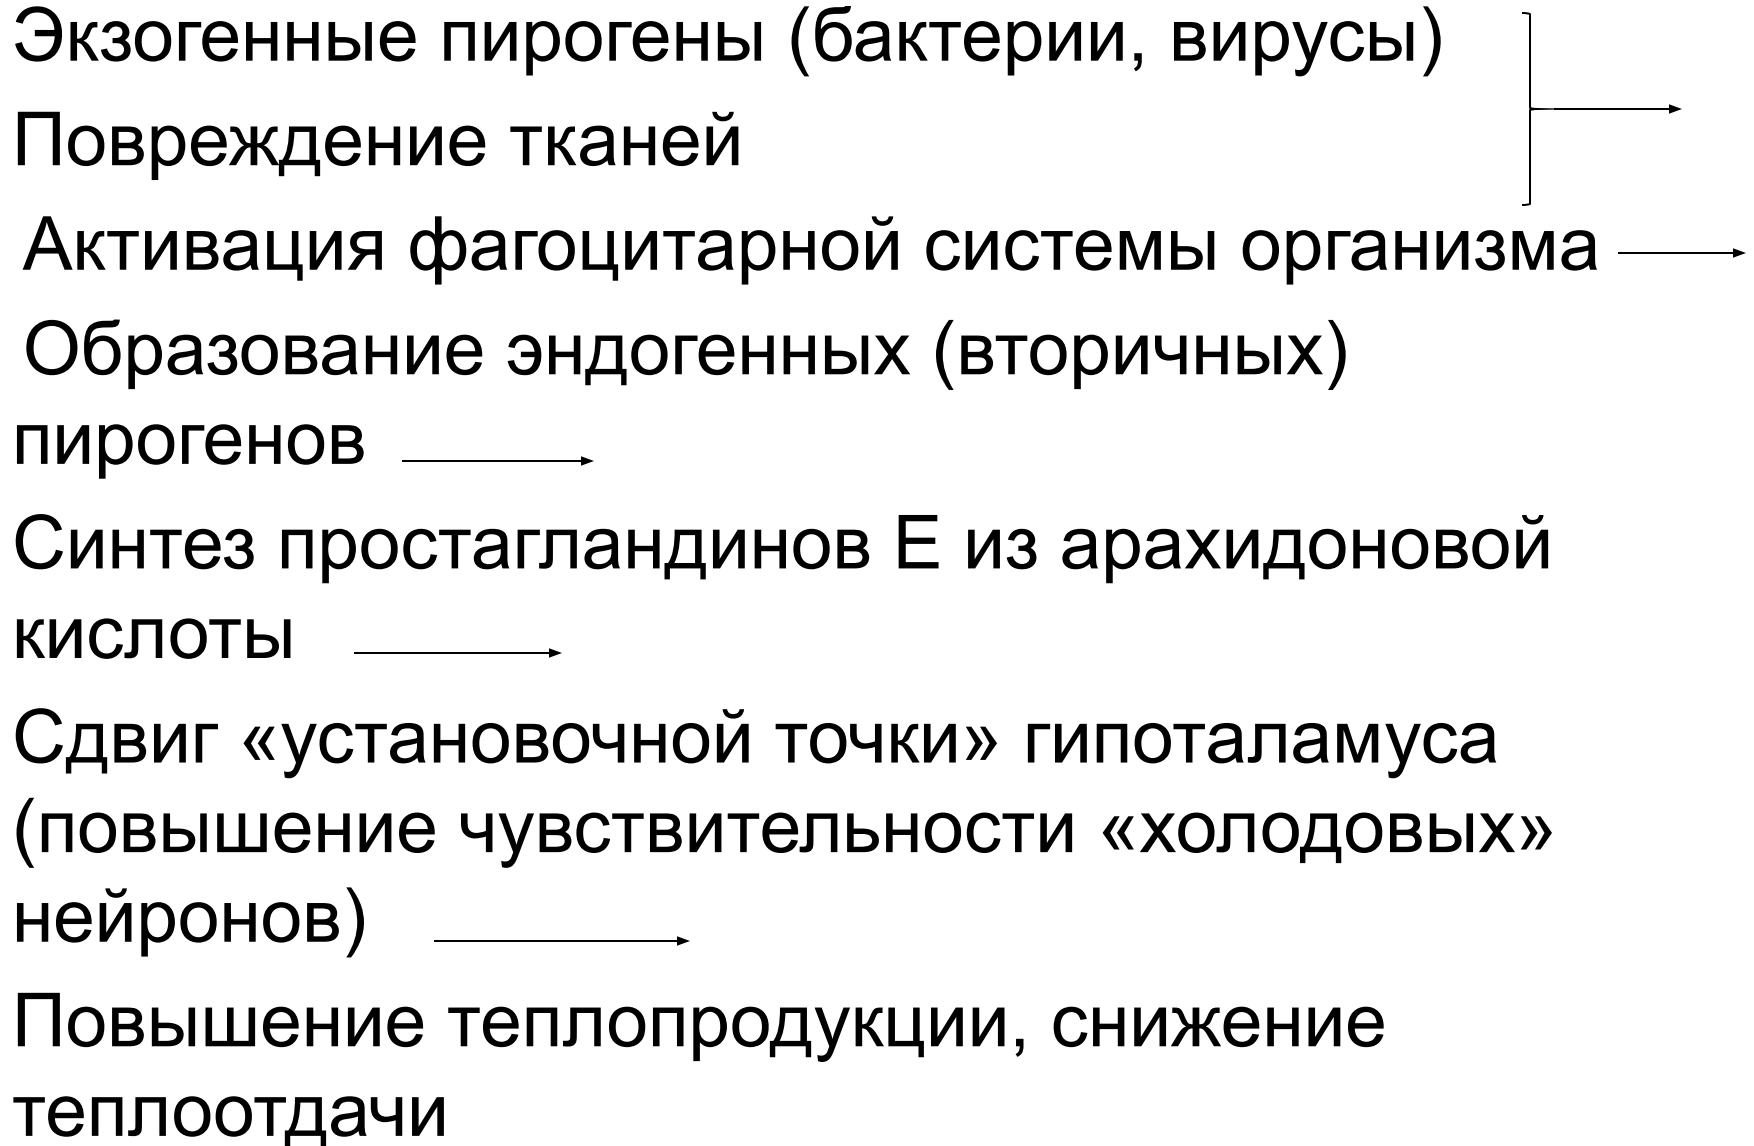 Экзогенные пирогены (бактерии, вирусы)
Повреждение тканей
Активация фагоцитарной системы организма
Образование эндогенных (вторичных)
пирогенов
Синтез простагландинов Е из арахидоновой
кислоты
Сдвиг «установочной точки» гипоталамуса
(повышение чувствительности «холодовых»
нейронов)
Повышение теплопродукции, снижение
теплоотдачи